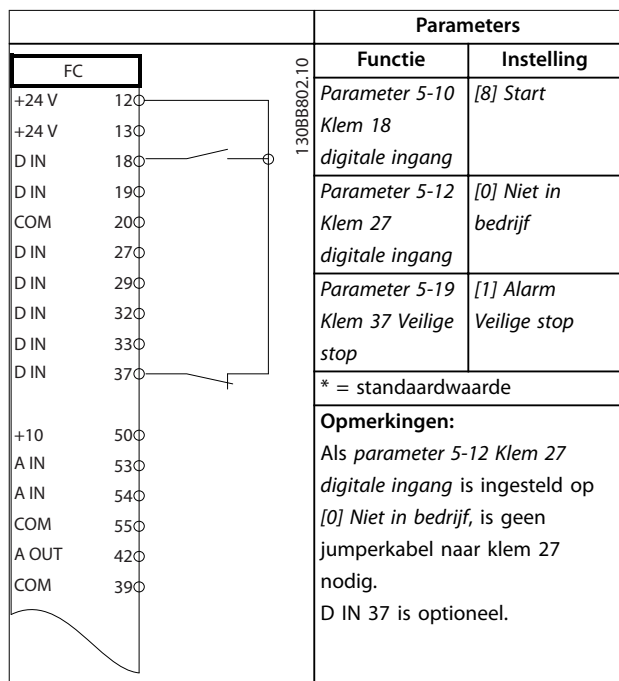 FC
+24 V 12
+24 V 13
D IN 18
D IN 19
COM 20
D IN 27
D IN 29
D IN 32
D IN 33
D IN 37
+10 50
A IN 53
A IN 54
COM 55
A OUT 42
COM 39
130BB802.10
Parameters
Functie Instelling
Parameter 5-10 [8] Start
Klem 18
digitale ingang
Parameter 5-12 [0] Niet in
Klem 27 bedrijf
digitale ingang
Parameter 5-19 [1] Alarm
Klem 37 Veilige Veilige stop
stop
* = standaardwaarde
Opmerkingen:
Als parameter 5-12 Klem 27
digitale ingang is ingesteld op
[0] Niet in bedrijf, is geen
jumperkabel naar klem 27
nodig.
D IN 37 is optioneel.